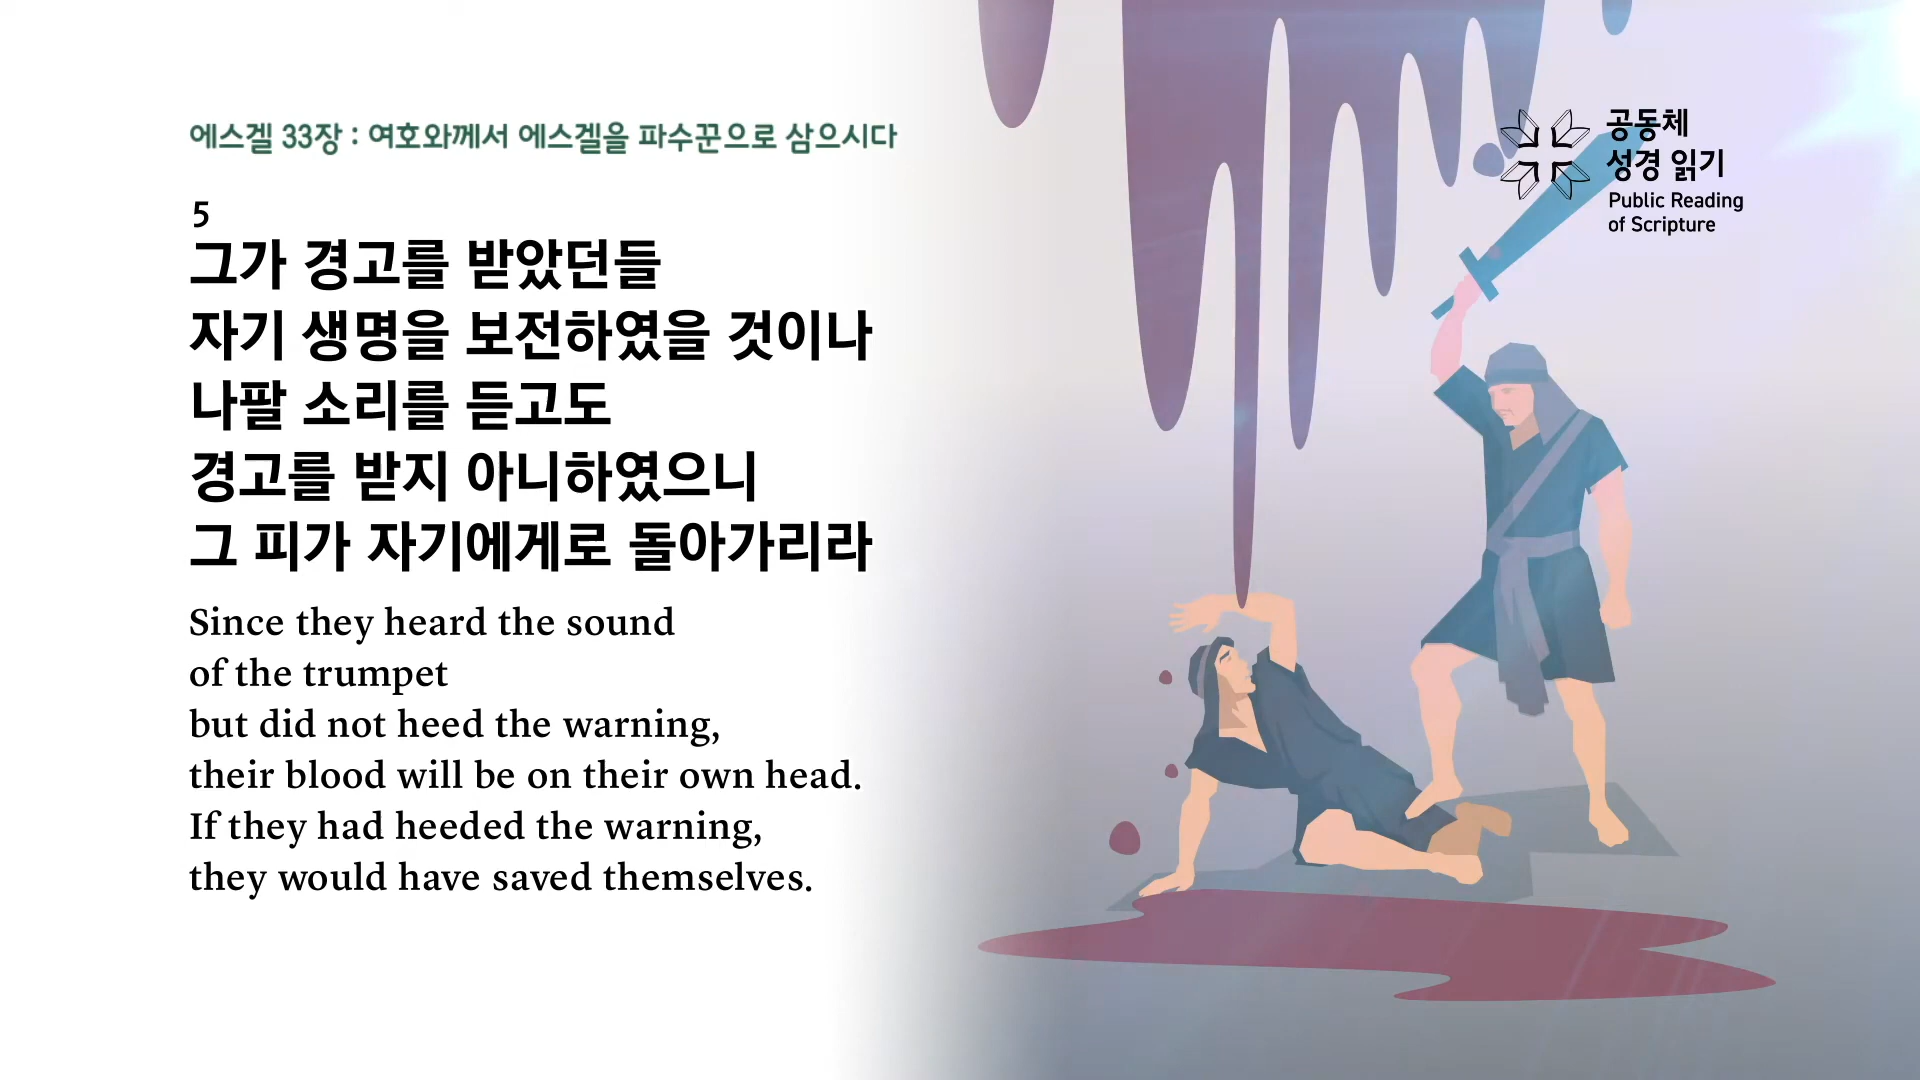 에스겔 33장 : 여호와께서 에스겔을 파수꾼으로 삼으시다
5
그가 경고를 받았던들
자기 생명을 보전하였을 것이나
나팔 소리를 듣고도
경고를 받지 아니하였으니
그 피가 자기에게로 돌아가리라
Since they heard the sound
of the trumpet
but did not heed the warning,
their blood will be on their own head.
If they had heeded the warning,
they would have saved themselves.
공동체
성경 읽기
Public Reading
of Scripture